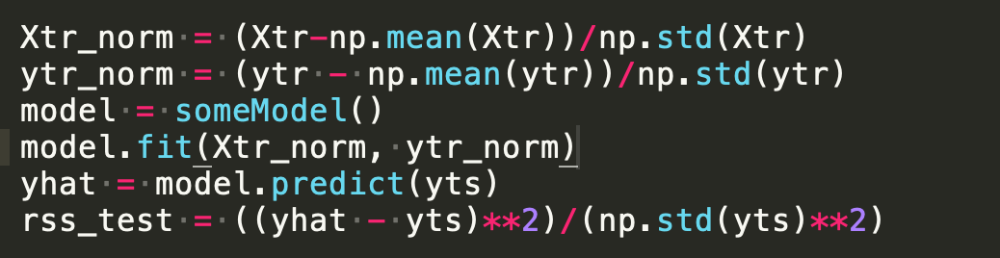 Xtr_norm = (Xtr-np.mean(Xtr))/np.std(Xtr)
ytr_norm = (ytr - np.mean(ytr))/np.std(ytr)
model = someModel()
model.fit(Xtr_norm, ytr_norm)
yhat = model.predict(yts)
rss_test = ((yhat - yts)**2)/(np.std(yts)**2)